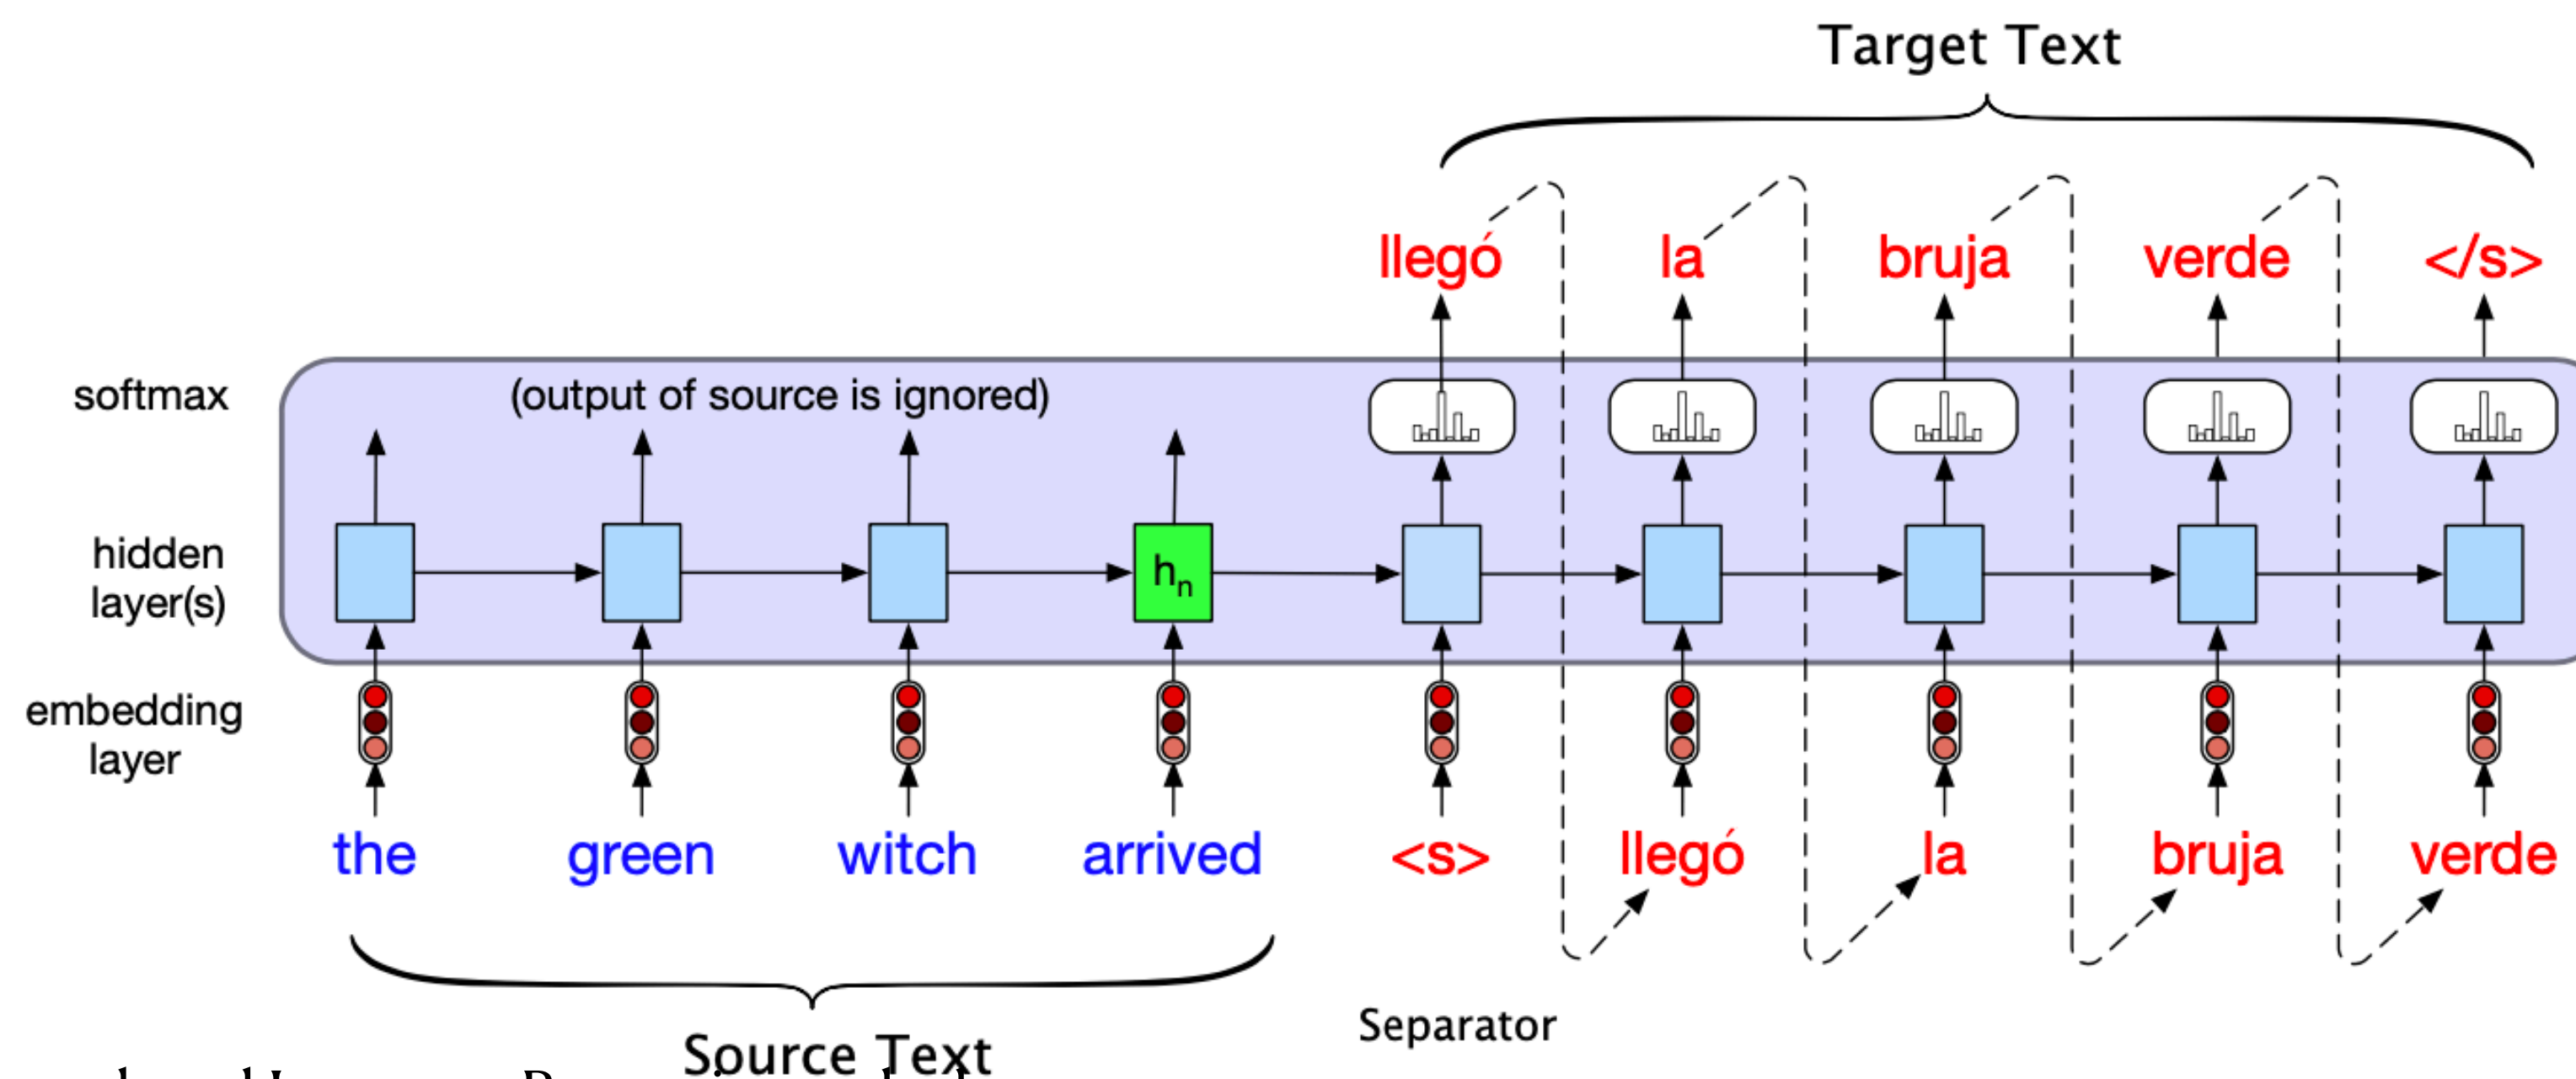 Target Text
llegó la bruja verde </s>
softmax (output of source is ignored)
hidden
layer(s)
hn
embedding
layer
the green witch arrived <s> llegó la bruja verde
Separator
Source Text